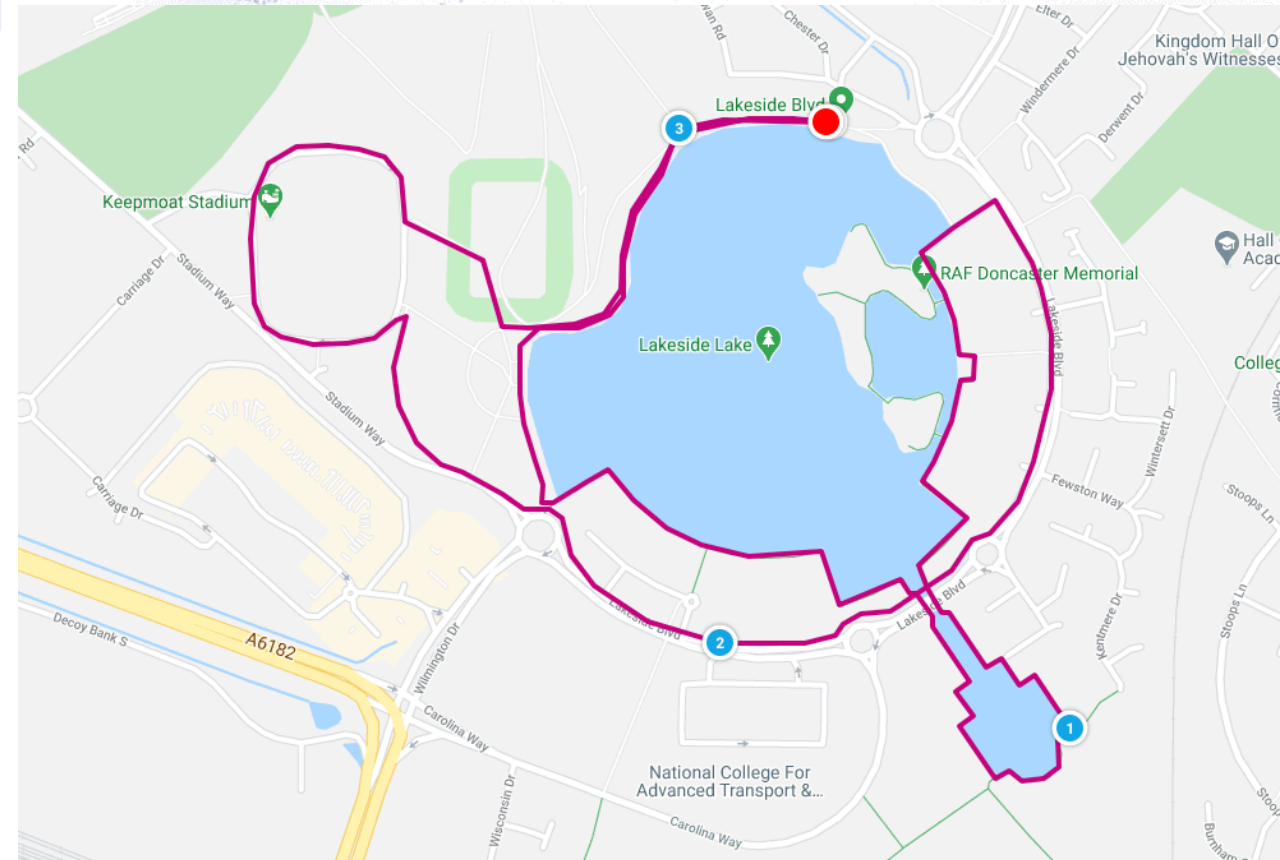 Elter Dr
Chester Dr
Kingdom Hall O
Jehovah's Witnesses
Windermere Dr
Lakeside Blvd
Derwent Dr
3
Rd
Keepmoat Stadium
Hall
Acad
Carriage Dr
Stadium Way
RAF Doncaster Memorial
Lakeside Lake
Lakeside Blvd
Colleg
Stadium Way
Wintersett Dr
Carriage Dr
Fewston Way
Stoops Ln
Lakeside Blvd
Lakeside Blvd
Stoops Ln
Decoy Bank S
A6182
2
Wilmington Dr
Kentmere Dr
Carolina Way
1
National College For
Advanced Transport &...
Wisconsin Dr
Carolina Way
Burnham